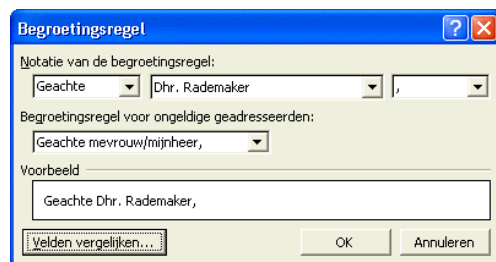 Begroetingsregel
Notatie van de begroetingsregel:
Geachte Dhr. Rademaker ,
Begroetingsregel voor ongeldige geadresseerden:
Geachte mevrouw/mijnheer,
Voorbeeld
Geachte Dhr. Rademaker,
Velden vergelijken... OK Annuleren